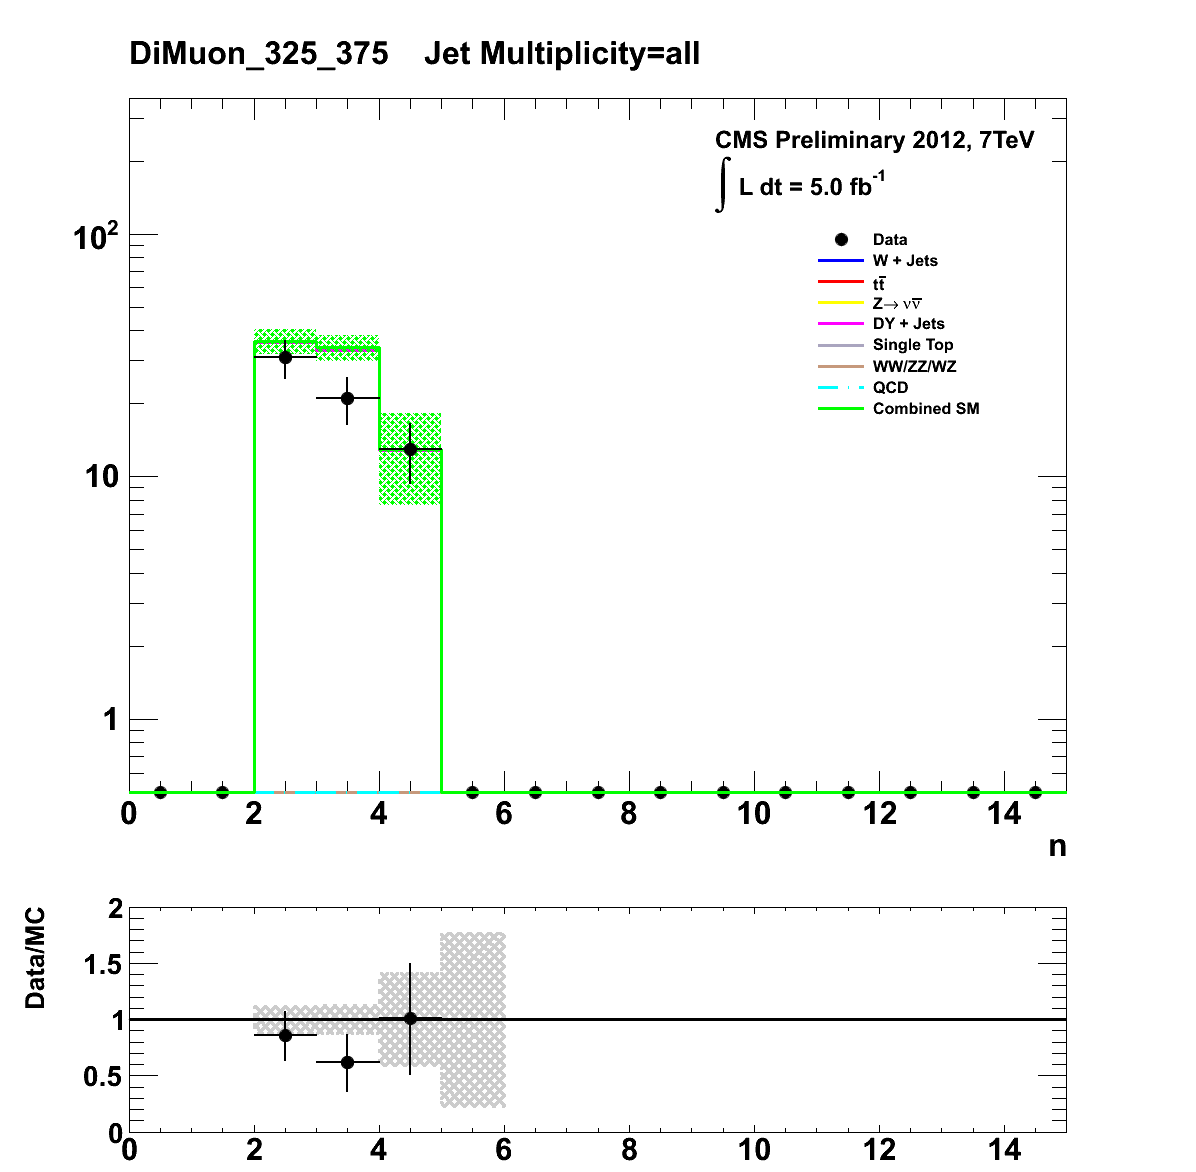 DiMuon_325_375 Jet Multiplicity=all
CMS Preliminary 2012, 7TeV
∫ L dt = 5.0 fb⁻¹
Data
W + Jets
tt̅
Z→ νν̅
DY + Jets
Single Top
WW/ZZ/WZ
QCD
Combined SM
10²
10
1
0 2 4 6 8 10 12 14
n
Data/MC
2
1.5
1
0.5
0
0 2 4 6 8 10 12 14